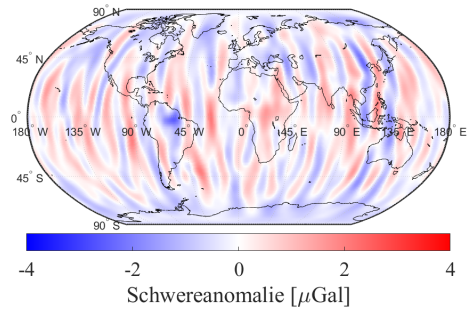 90° N
45° N
0°
180° W 135° W 90° W 45° W 0° 45° E 90° E 135° E 180° E
45° S
90° S
-4 -2 0 2 4
Schwereanomalie [μGal]